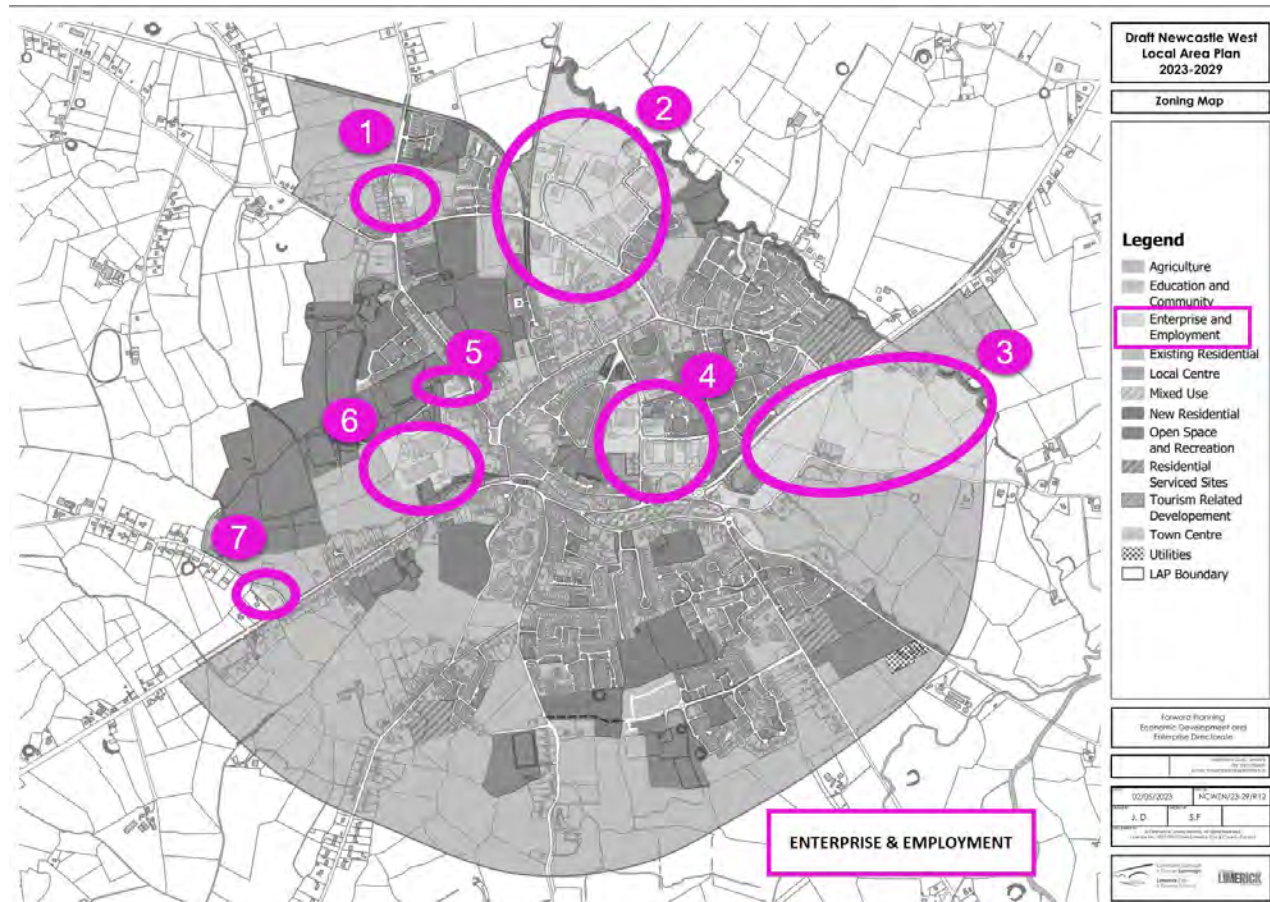 Draft Newcastle West
Local Area Plan
2023-2029
Zoning Map
Legend
Agriculture
Education and
Community
Enterprise and
Employment
Existing Residential
Local Centre
Mixed Use
New Residential
Open Space
and Recreation
Residential
Serviced Sites
Tourism Related
Developement
Town Centre
Utilities
LAP Boundary
1
2
3
4
5
6
7
ENTERPRISE & EMPLOYMENT
Forward Planning
Economic Development and
Enterprise Directorate
02/05/2023
NCWEN/23-29/R12
J. D
S.F
LIMERICK